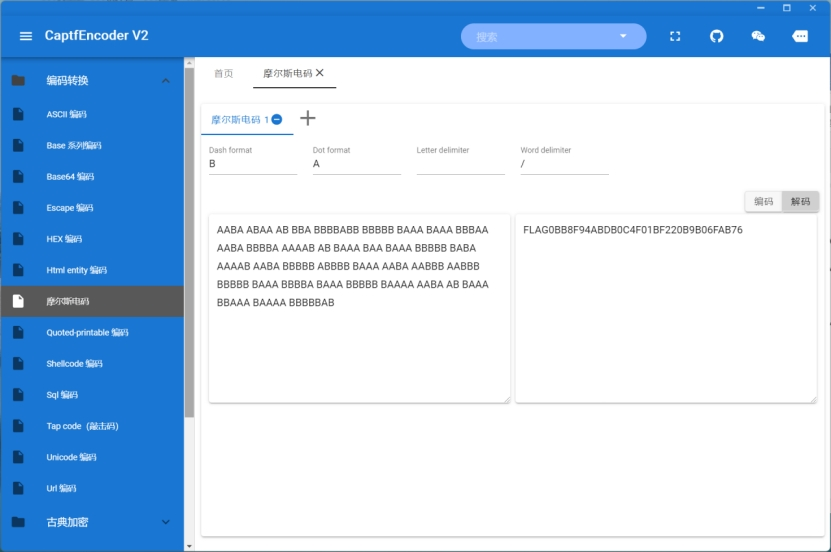 CaptfEncoder V2
搜索
编码转换
ASCII 编码
Base 系列编码
Base64 编码
Escape 编码
HEX 编码
Html entity 编码
摩尔斯电码
Quoted-printable 编码
Shellcode 编码
Sql 编码
Tap code（敲击码）
Unicode 编码
Url 编码
古典加密
首页 摩尔斯电码
摩尔斯电码 1
Dash format Dot format Letter delimiter Word delimiter
B A /
编码 解码
AABA ABAA AB BBA BBBBABB BBBBB BAAA BAAA BBBAA
AABA BBBBA AAAAB AB BAAA BAA BAAA BBBBB BABA
AAAAB AABA BBBBB ABBBB BAAA AABA AABBB AABBB
BBBBB BAAA BBBBA BAAA BBBBB BAAAA AABA AB BAAA
BBAAA BAAAA BBBBBAB
FLAG0BB8F94ABDB0C4F01BF220B9B06FAB76